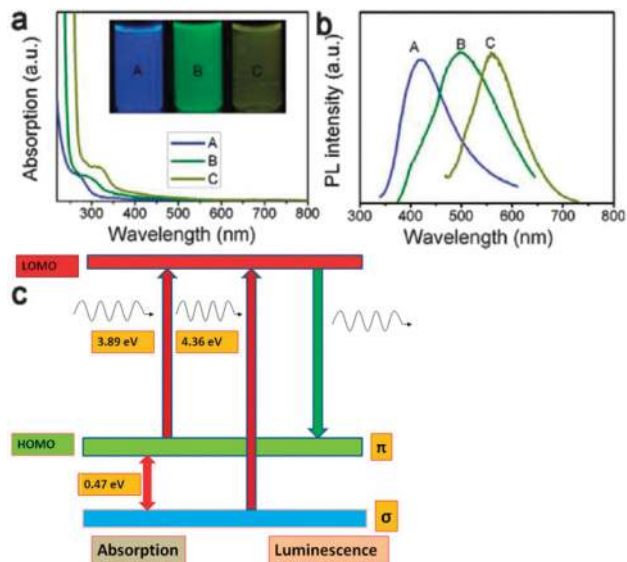 a
Absorption (a.u.)
A
B
C
A
B
C
300 400 500 600 700 800
Wavelength (nm)
b
PL intensity (a.u.)
A
B
C
300 400 500 600 700 800
Wavelength (nm)
LOMO
c
3.89 eV
4.36 eV
HOMO
π
0.47 eV
σ
Absorption
Luminescence